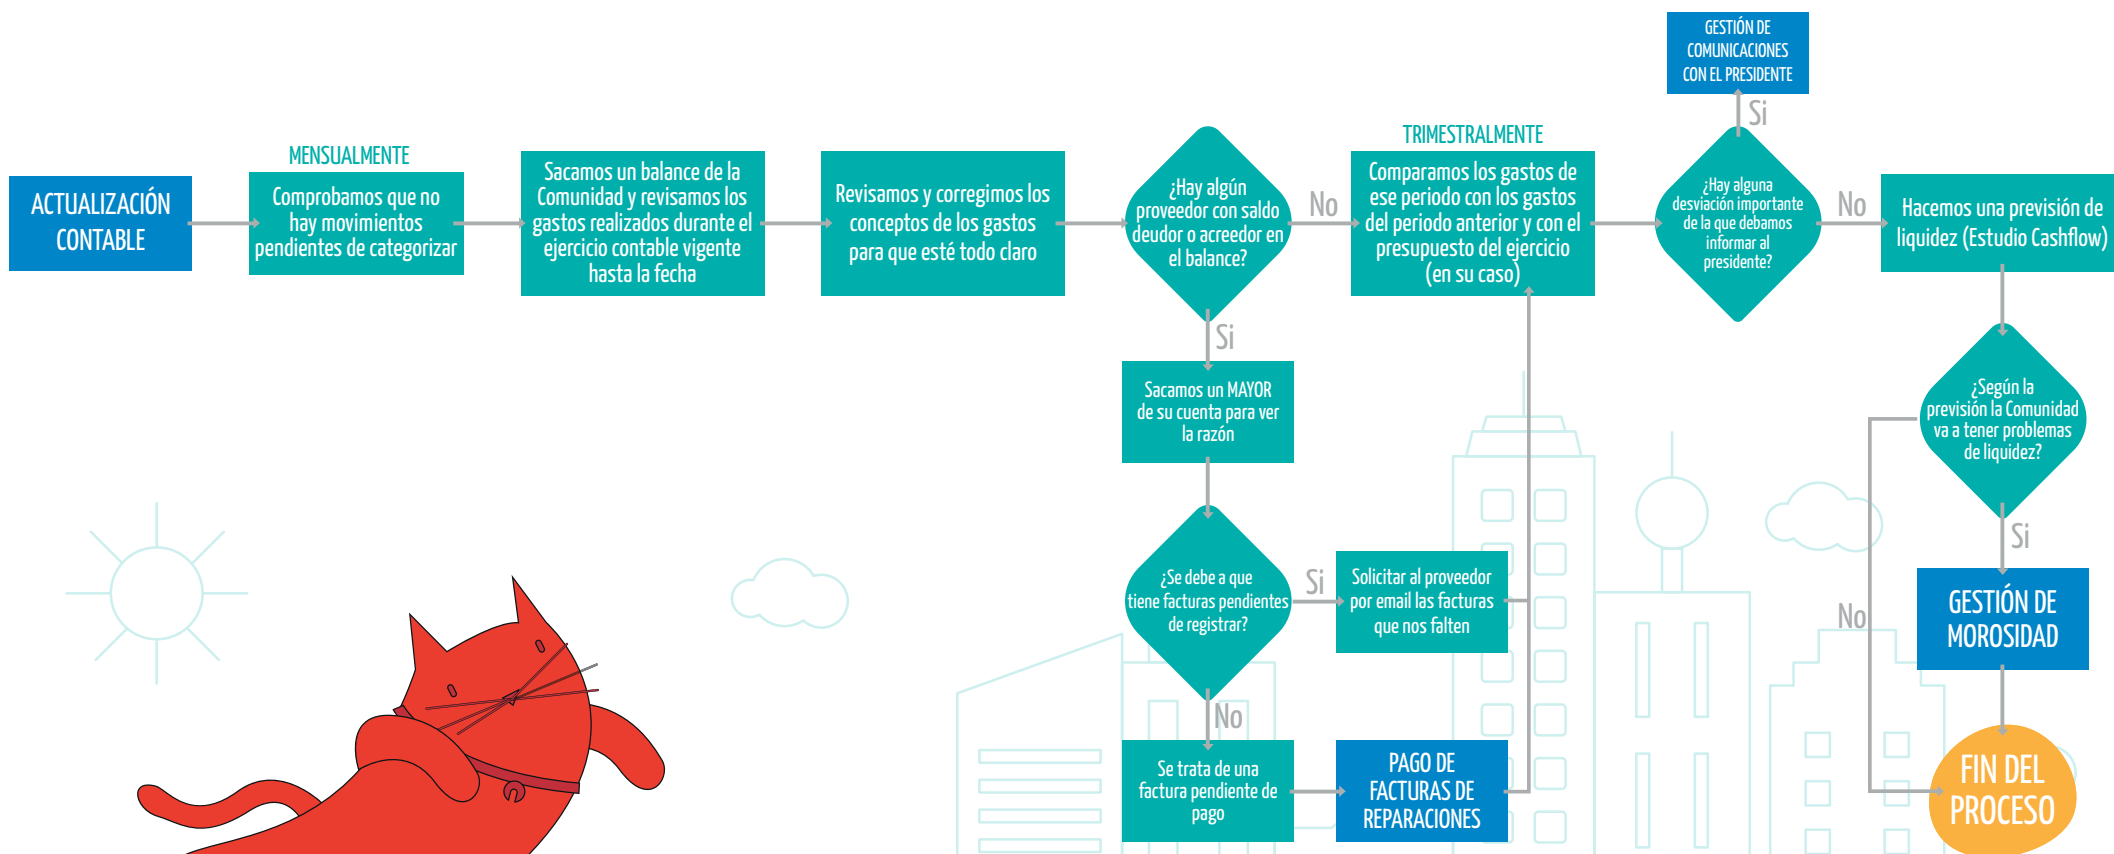 ACTUALIZACIÓN
CONTABLE
MENSUALMENTE
Comprobamos que no
hay movimientos
pendientes de categorizar
Sacamos un balance de la
Comunidad y revisamos los
gastos realizados durante el
ejercicio contable vigente
hasta la fecha
Revisamos y corregimos los
conceptos de los gastos
para que esté todo claro
¿Hay algún
proveedor con saldo
deudor o acreedor en
el balance?
No
Si
TRIMESTRALMENTE
Comparamos los gastos de
ese periodo con los gastos
del periodo anterior y con el
presupuesto del ejercicio
(en su caso)
¿Hay alguna
desviación importante
de la que debamos
informar al
presidente?
Si
GESTIÓN DE
COMUNICACIONES
CON EL PRESIDENTE
No
Hacemos una previsión de
liquidez (Estudio Cashflow)
Sacamos un MAYOR
de su cuenta para ver
la razón
¿Se debe a que
tiene facturas pendientes
de registrar?
Si
Solicitar al proveedor
por email las facturas
que nos falten
No
Se trata de una
factura pendiente de
pago
PAGO DE
FACTURAS DE
REPARACIONES
¿Según la
previsión la Comunidad
va a tener problemas
de liquidez?
Si
No
GESTIÓN DE
MOROSIDAD
FIN DEL
PROCESO